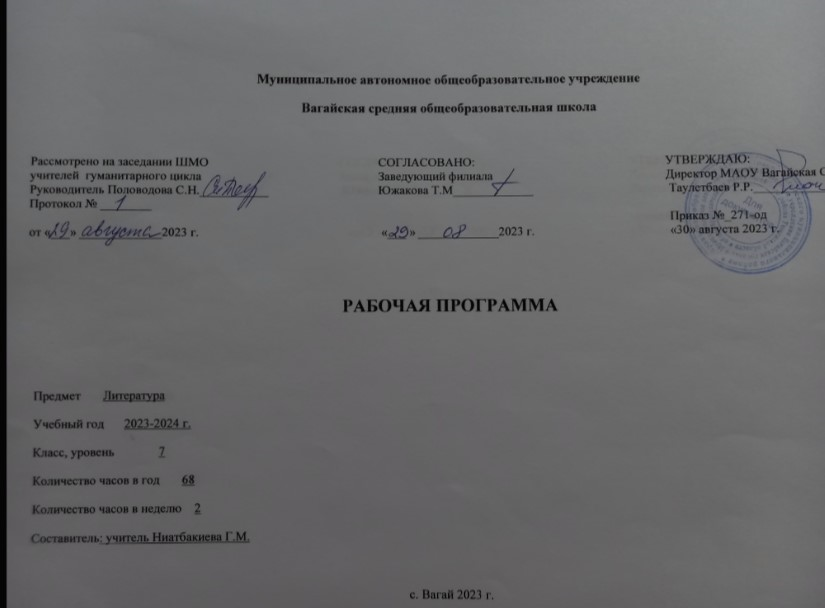 Муниципальное автономное общеобразовательное учреждение
Вагайская средняя общеобразовательная школа
Рассмотрено на заседании ШМО
учителей гуманитарного цикла
Руководитель Половодова С.Н.
Протокол № 1
от «29» августа 2023 г.
СОГЛАСОВАНО:
Заведующий филиала
Южакова Т.М
«29» 08 2023 г.
УТВЕРЖДАЮ:
Директор МАОУ Вагайская С
Таулетбаев Р.Р.
Приказ № 271-од
«30» августа 2023 г.
РАБОЧАЯ ПРОГРАММА
Предмет Литература
Учебный год 2023-2024 г.
Класс, уровень 7
Количество часов в год 68
Количество часов в неделю 2
Составитель: учитель Ниатбакиева Г.М.
с. Вагай 2023 г.